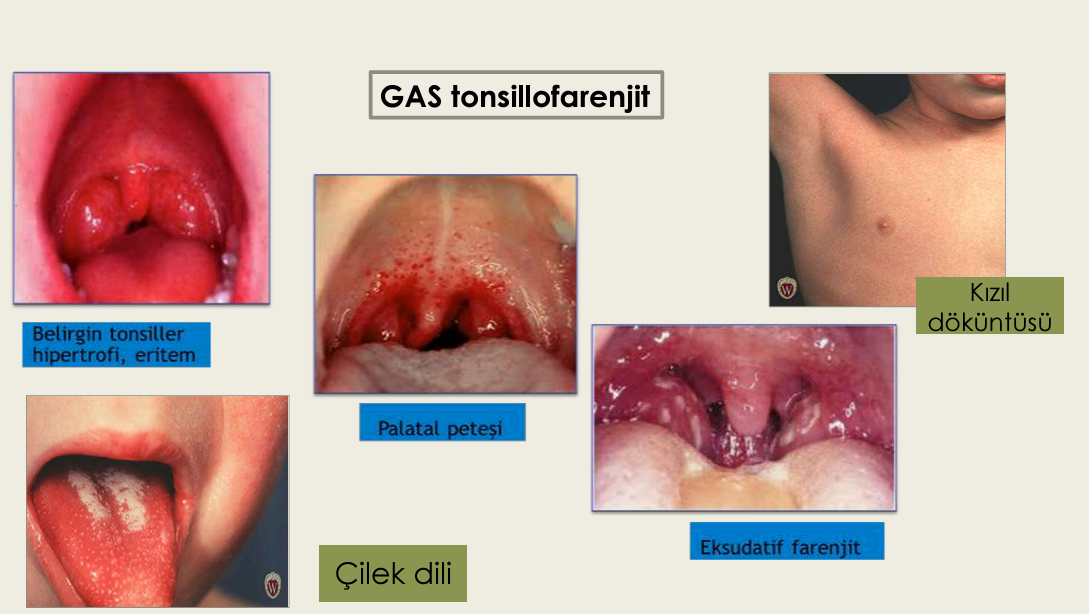 GAS tonsillofarenjit
Belirgin tonsiller
hipertrofi, eritem
Palatal peteşi
Kızıl
döküntüsü
Eksudatif farenjit
Çilek dili
W
W